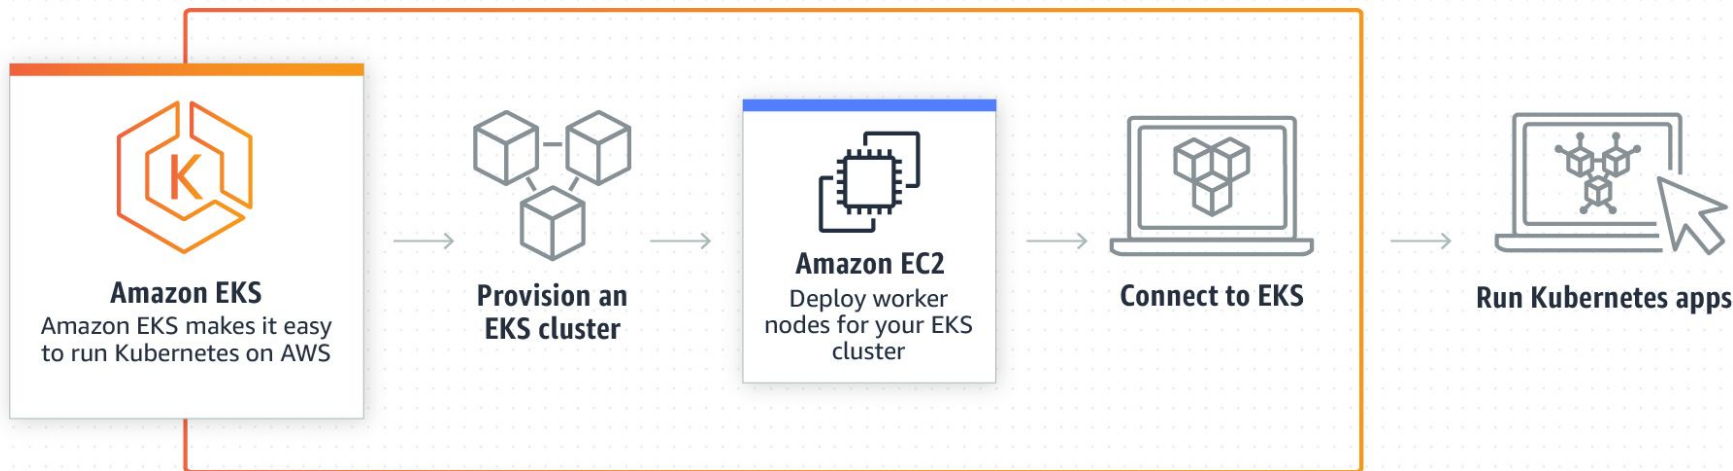 K
Amazon EKS
Amazon EKS makes it easy
to run Kubernetes on AWS
Provision an
EKS cluster
Amazon EC2
Deploy worker
nodes for your EKS
cluster
Connect to EKS
Run Kubernetes apps